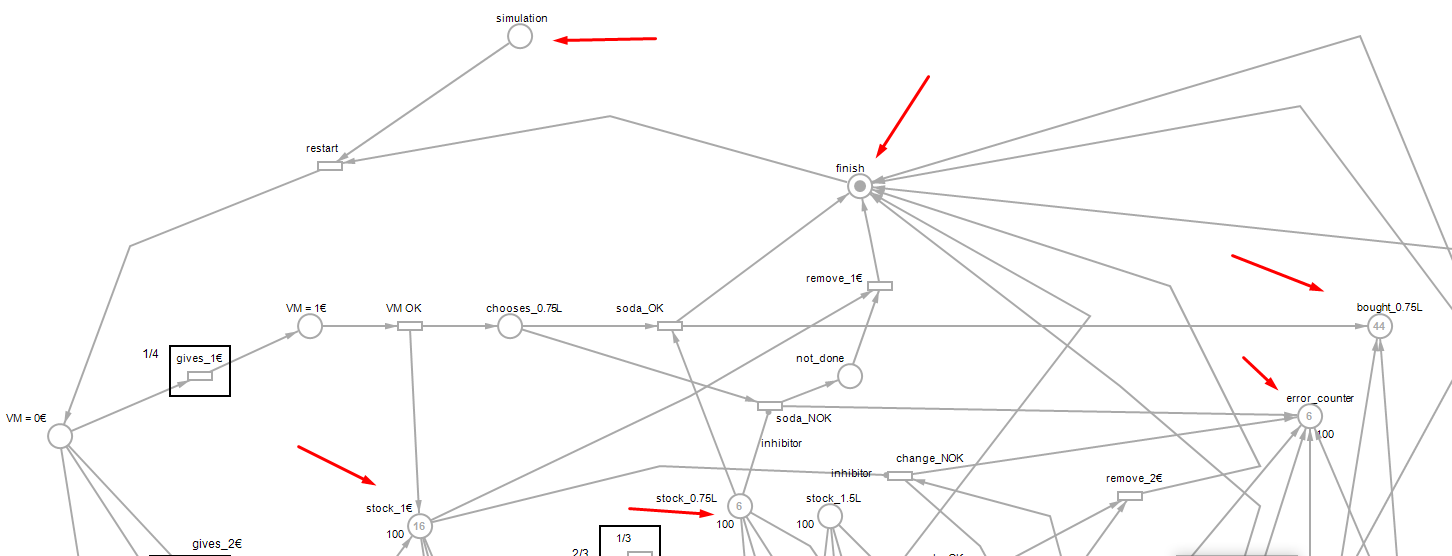 simulation
restart
finish
remove_1€
VM = 1€
VM OK
chooses_0.75L
soda_OK
bought_0.75L
44
1/4
gives_1€
not_done
error_counter
6
100
VM = 0€
soda_NOK
inhibitor
change_NOK
inhibitor
remove_2€
stock_1€
16
100
stock_0.75L
6
100
stock_1.5L
100
gives_2€
1/3
2/3